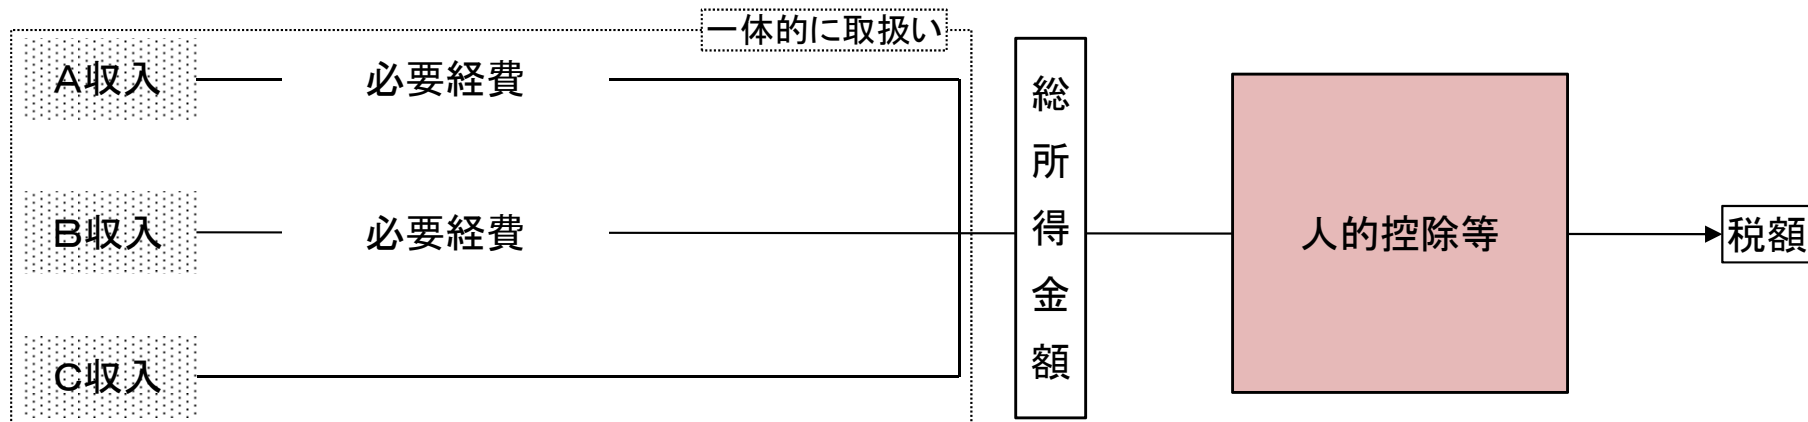 一体的に取扱い
A収入
必要経費
B収入
必要経費
C収入
総所得金額
人的控除等
税額